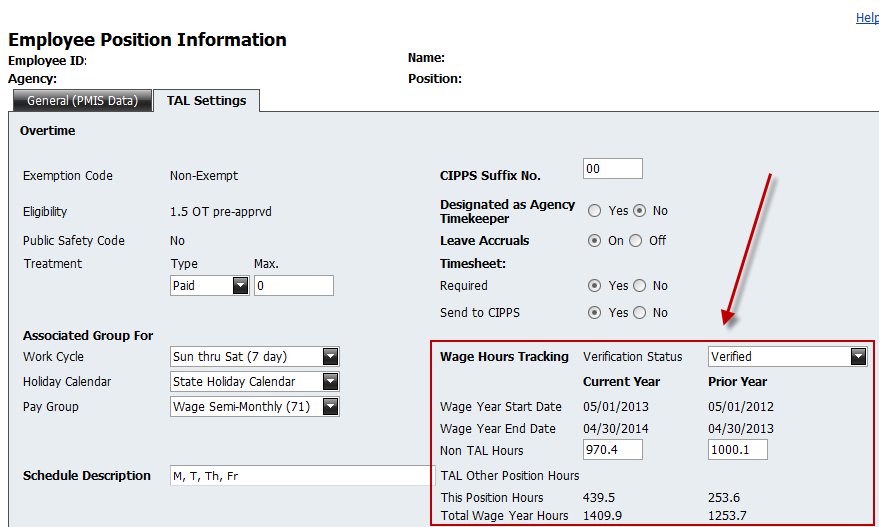 Help
Employee Position Information
Employee ID:
Name:
Agency:
Position:
General (PMIS Data) TAL Settings
Overtime
Exemption Code Non-Exempt
Eligibility 1.5 OT pre-apprvd
Public Safety Code No
Treatment Type Max.
Paid 0
Associated Group For
Work Cycle Sun thru Sat (7 day)
Holiday Calendar State Holiday Calendar
Pay Group Wage Semi-Monthly (71)
Schedule Description M, T, Th, Fr
CIPPS Suffix No. 00
Designated as Agency
Timekeeper Yes No
Leave Accruals On Off
Timesheet:
Required Yes No
Send to CIPPS Yes No
Wage Hours Tracking Verification Status Verified
Current Year Prior Year
Wage Year Start Date 05/01/2013 05/01/2012
Wage Year End Date 04/30/2014 04/30/2013
Non TAL Hours 970.4 1000.1
TAL Other Position Hours
This Position Hours 439.5 253.6
Total Wage Year Hours 1409.9 1253.7